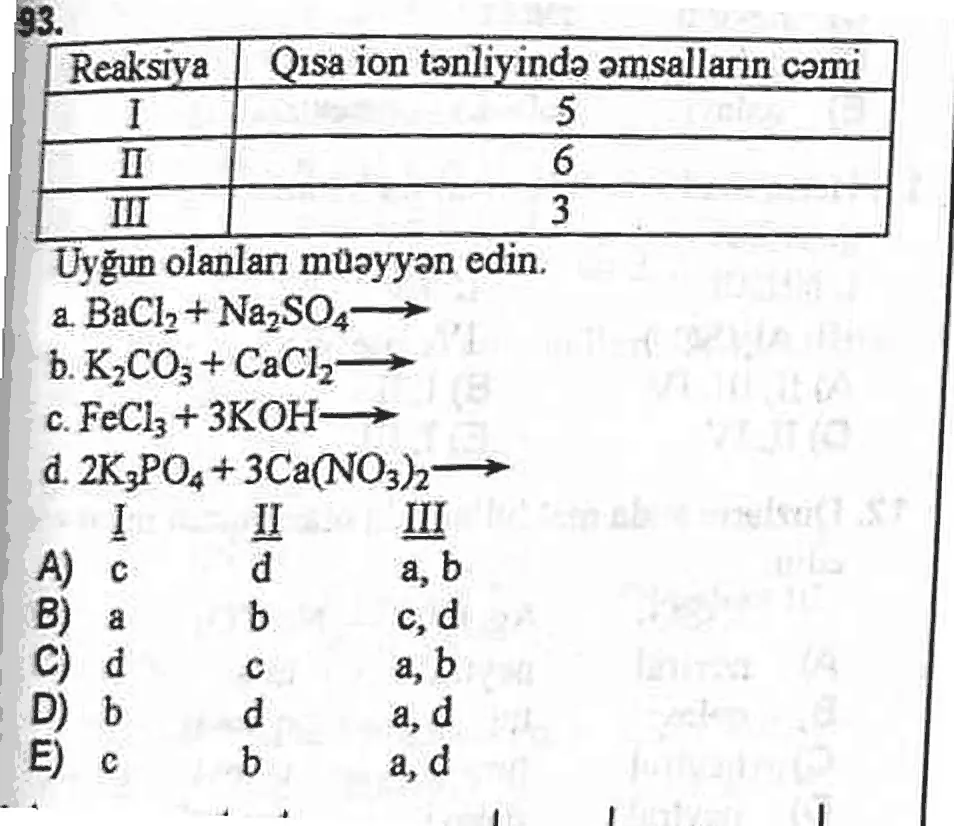 93.
Reaksiya Qısa ion tənliyində əmsalların cəmi
I 5
II 6
III 3
Uyğun olanları müəyyən edin.
a. BaCl₂ + Na₂SO₄ ⟶
b. K₂CO₃ + CaCl₂ ⟶
c. FeCl₃ + 3KOH ⟶
d. 2K₃PO₄ + 3Ca(NO₃)₂ ⟶
I II III
A) c d a, b
B) a b c, d
C) d c a, b
D) b d a, d
E) c b a, d